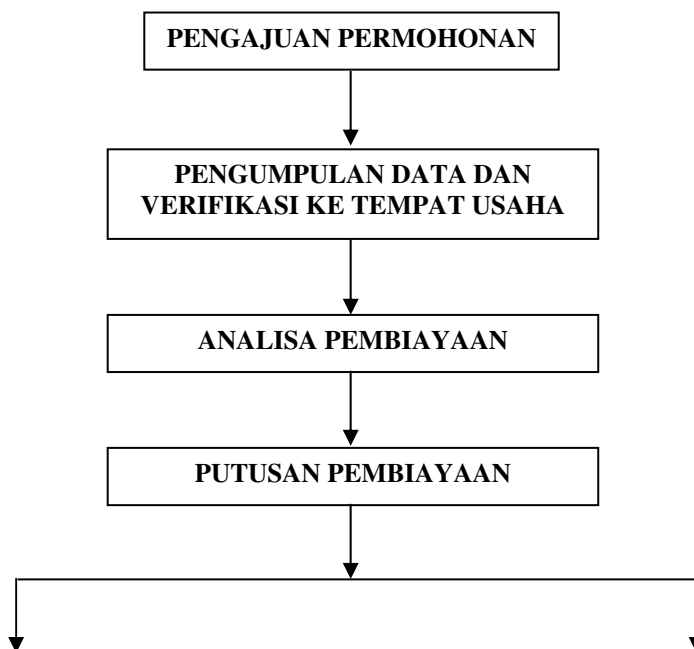 PENGAJUAN PERMOHONAN
PENGUMPULAN DATA DAN
VERIFIKASI KE TEMPAT USAHA
ANALISA PEMBIAYAAN
PUTUSAN PEMBIAYAAN